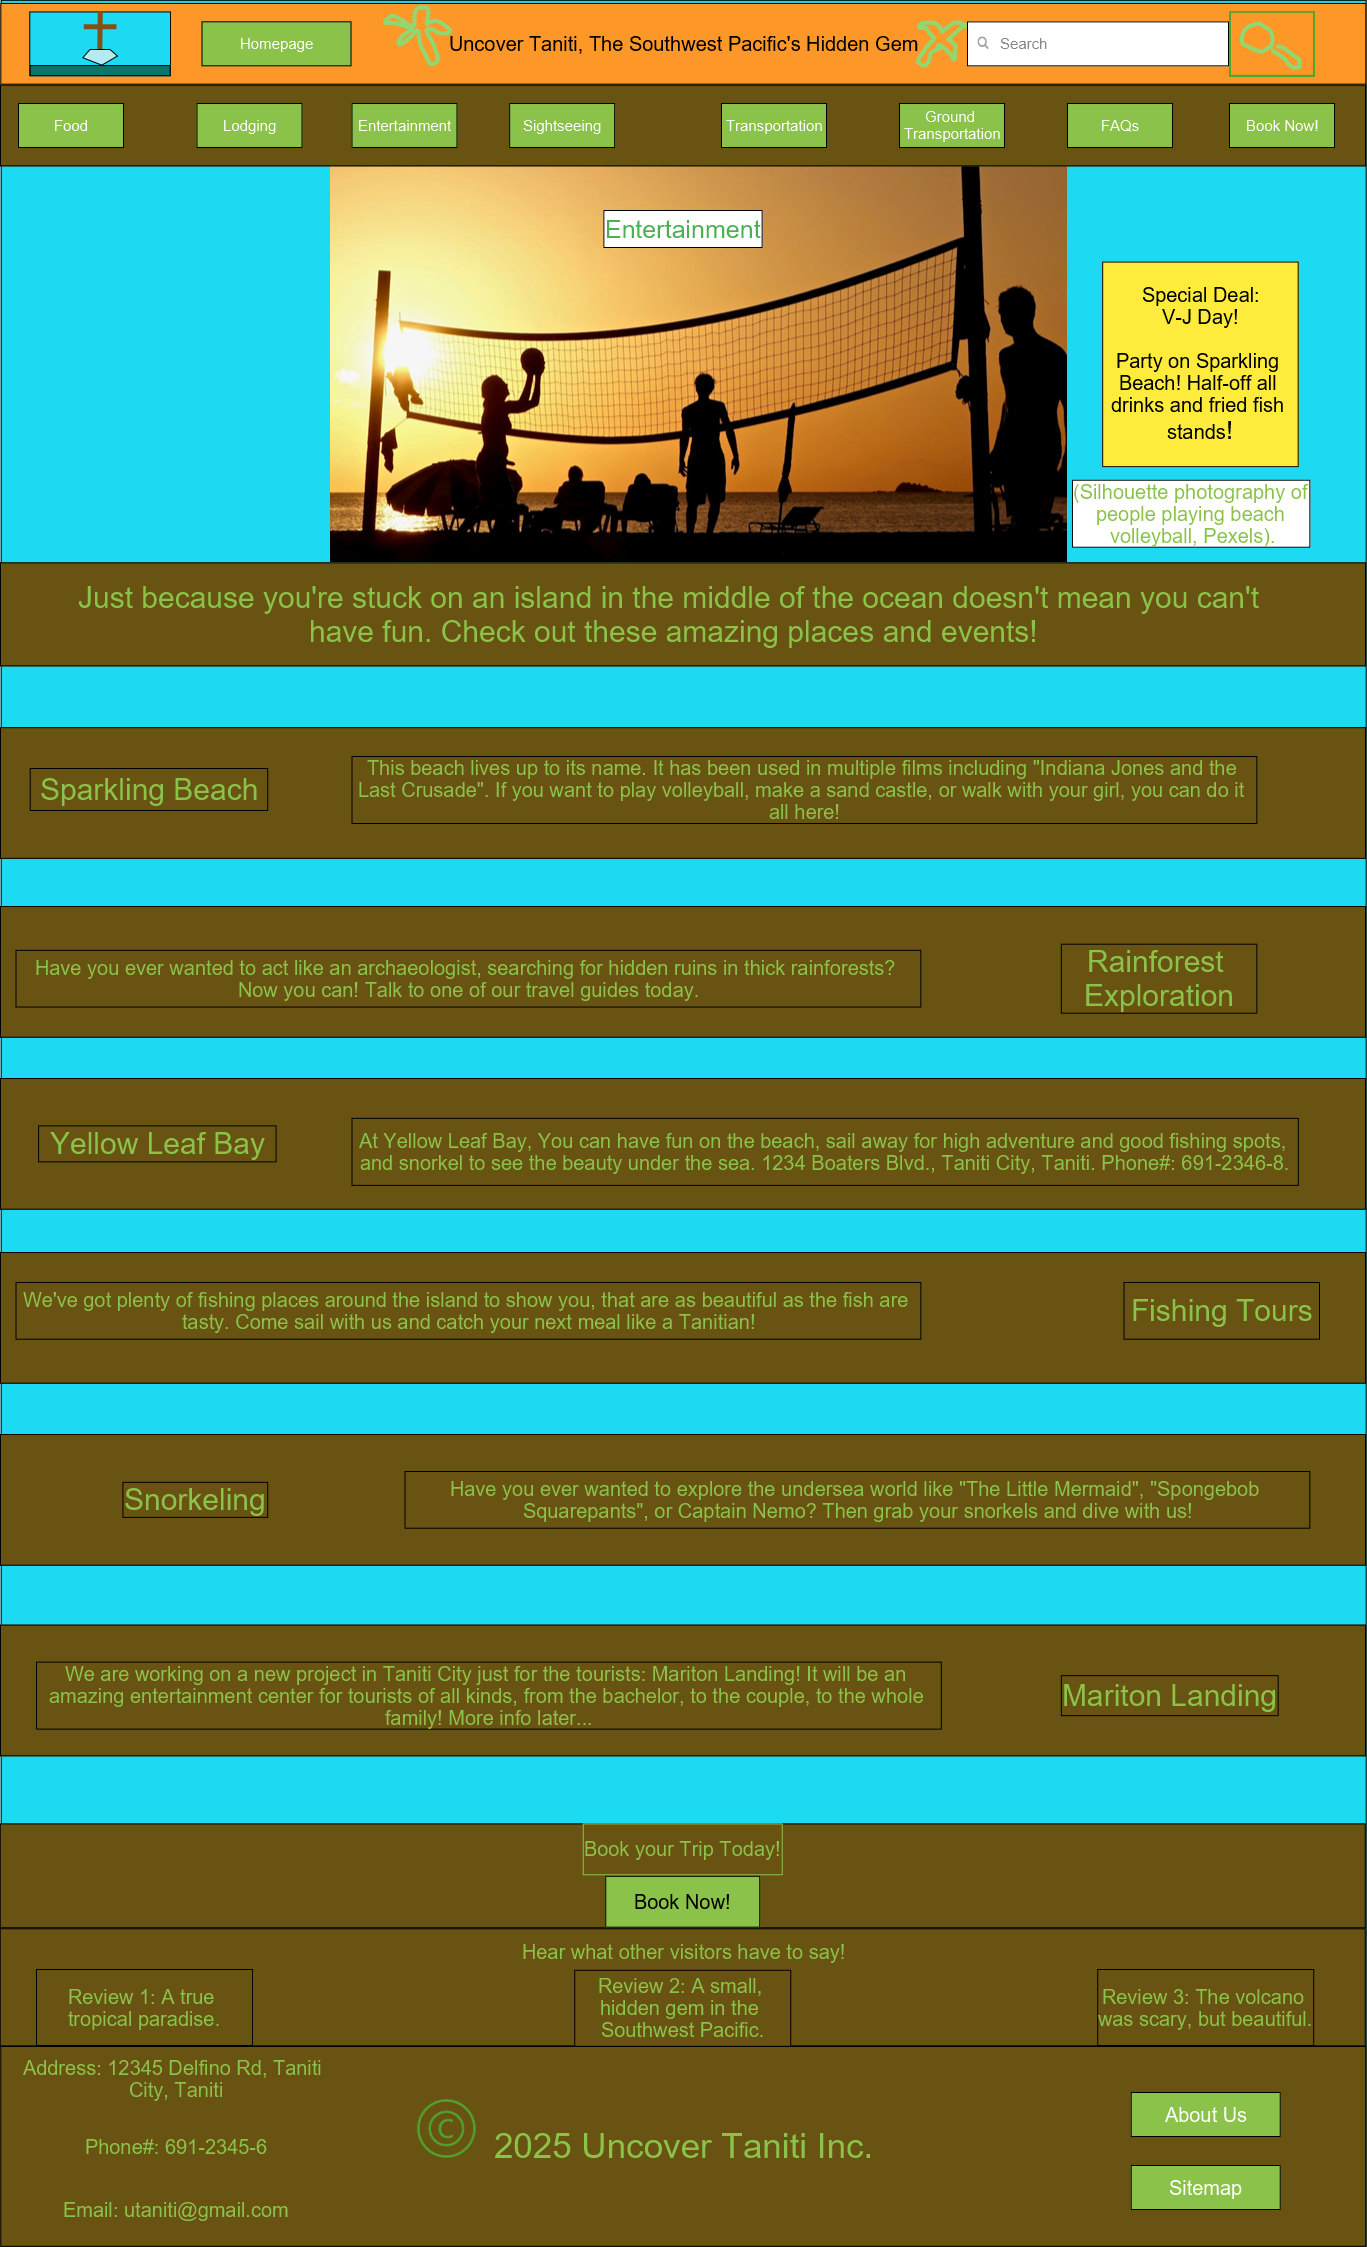 Homepage
Uncover Taniti, The Southwest Pacific's Hidden Gem
Search
Food
Lodging
Entertainment
Sightseeing
Transportation
Ground
Transportation
FAQs
Book Now!
Entertainment
Special Deal:
V-J Day!
Party on Sparkling
Beach! Half-off all
drinks and fried fish
stands!
(Silhouette photography of
people playing beach
volleyball, Pexels).
Just because you're stuck on an island in the middle of the ocean doesn't mean you can't
have fun. Check out these amazing places and events!
Sparkling Beach
This beach lives up to its name. It has been used in multiple films including "Indiana Jones and the
Last Crusade". If you want to play volleyball, make a sand castle, or walk with your girl, you can do it
all here!
Have you ever wanted to act like an archaeologist, searching for hidden ruins in thick rainforests?
Now you can! Talk to one of our travel guides today.
Rainforest
Exploration
Yellow Leaf Bay
At Yellow Leaf Bay, You can have fun on the beach, sail away for high adventure and good fishing spots,
and snorkel to see the beauty under the sea. 1234 Boaters Blvd., Taniti City, Taniti. Phone#: 691-2346-8.
We've got plenty of fishing places around the island to show you, that are as beautiful as the fish are
tasty. Come sail with us and catch your next meal like a Tanitian!
Fishing Tours
Snorkeling
Have you ever wanted to explore the undersea world like "The Little Mermaid", "Spongebob
Squarepants", or Captain Nemo? Then grab your snorkels and dive with us!
We are working on a new project in Taniti City just for the tourists: Mariton Landing! It will be an
amazing entertainment center for tourists of all kinds, from the bachelor, to the couple, to the whole
family! More info later...
Mariton Landing
Book your Trip Today!
Book Now!
Hear what other visitors have to say!
Review 1: A true
tropical paradise.
Review 2: A small,
hidden gem in the
Southwest Pacific.
Review 3: The volcano
was scary, but beautiful.
Address: 12345 Delfino Rd, Taniti
City, Taniti
Phone#: 691-2345-6
Email: utaniti@gmail.com
© 2025 Uncover Taniti Inc.
About Us
Sitemap